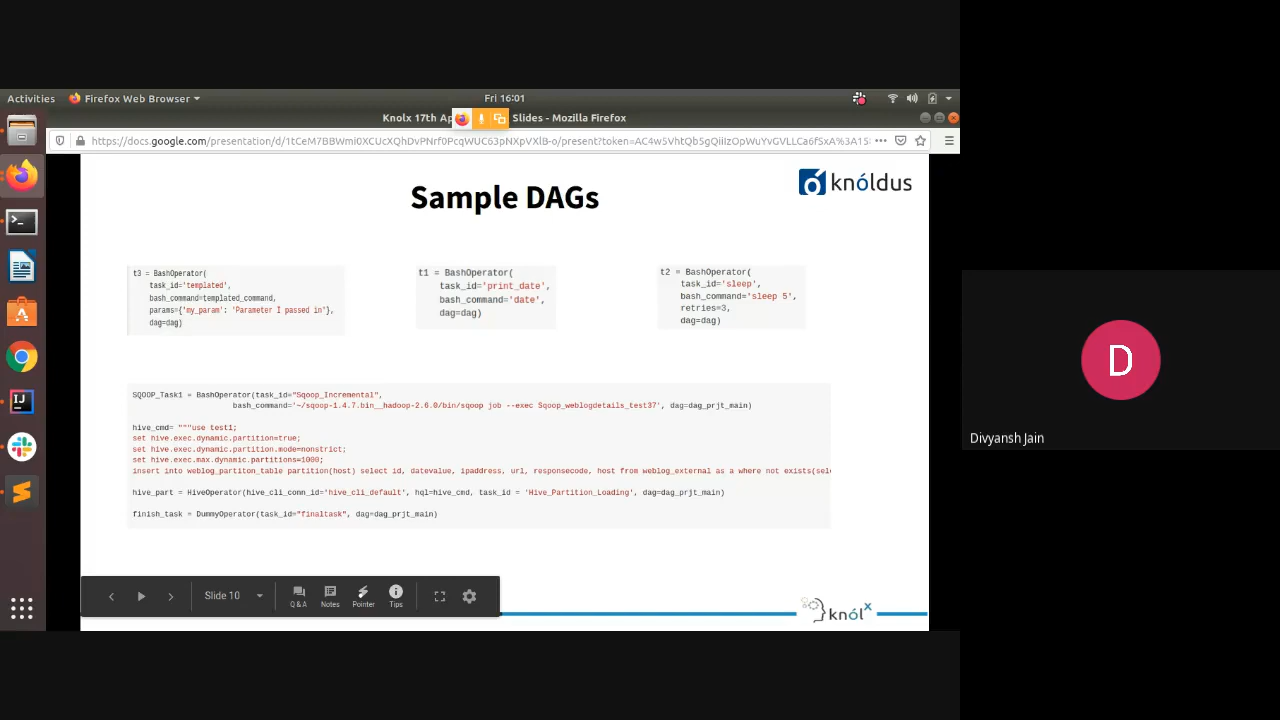 Activities
Firefox Web Browser
Fri 16:01
Knolx 17th Ap
Slides - Mozilla Firefox
Sample DAGs
knóldus
t3 = BashOperator(
task_id='templated',
bash_command=templated_command,
params={'my_param': 'Parameter I passed in'},
dag=dag)
t1 = BashOperator(
task_id='print_date',
bash_command='date',
dag=dag)
t2 = BashOperator(
task_id='sleep',
bash_command='sleep 5',
retries=3,
dag=dag)
SQOOP_Task1 = BashOperator(task_id="Sqoop_Incremental",
bash_command='~/sqoop-1.4.7.bin__hadoop-2.6.0/bin/sqoop job --exec Sqoop_weblogdetails_test37', dag=dag_prjt_main)
hive_cmd= """use test1;
set hive.exec.dynamic.partition=true;
set hive.exec.dynamic.partition.mode=nonstrict;
set hive.exec.max.dynamic.partitions=1000;
insert into weblog_partiton_table partition(host) select id, datevalue, ipaddress, url, responsecode, host from weblog_external as a where not exists(sele
hive_part = HiveOperator(hive_cli_conn_id='hive_cli_default', hql=hive_cmd, task_id = 'Hive_Partition_Loading', dag=dag_prjt_main)
finish_task = DummyOperator(task_id="finaltask", dag=dag_prjt_main)
Slide 10
Q & A
Notes
Pointer
Tips
knólx
D
Divyansh Jain